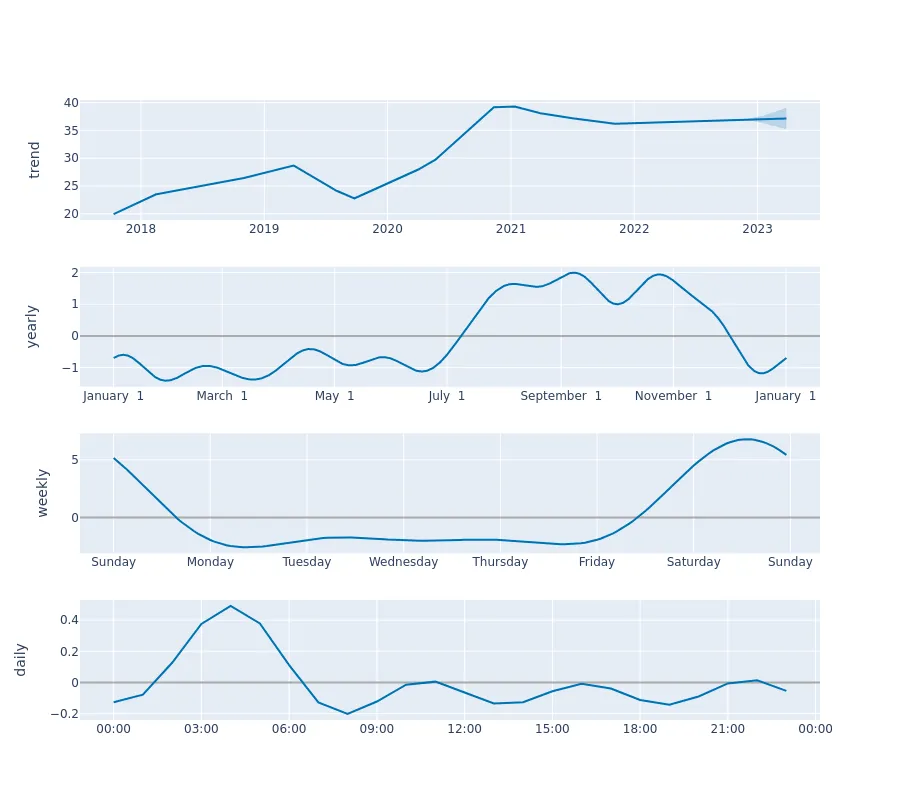 trend
40
35
30
25
20
2018 2019 2020 2021 2022 2023
yearly
2
1
0
−1
January 1 March 1 May 1 July 1 September 1 November 1 January 1
weekly
5
0
Sunday Monday Tuesday Wednesday Thursday Friday Saturday Sunday
daily
0.4
0.2
0
−0.2
00:00 03:00 06:00 09:00 12:00 15:00 18:00 21:00 00:00